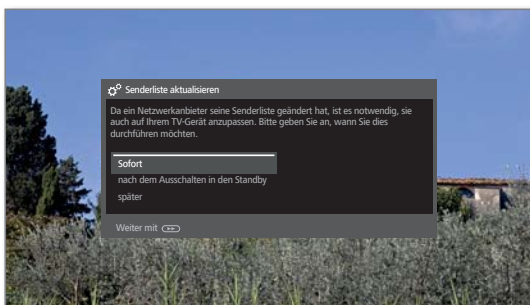 Senderliste aktualisieren
Da ein Netzwerkanbieter seine Senderliste geändert hat, ist es notwendig, sie
auch auf Ihrem TV-Gerät anzupassen. Bitte geben Sie an, wann Sie dies
durchführen möchten.
Sofort
nach dem Ausschalten in den Standby
später
Weiter mit